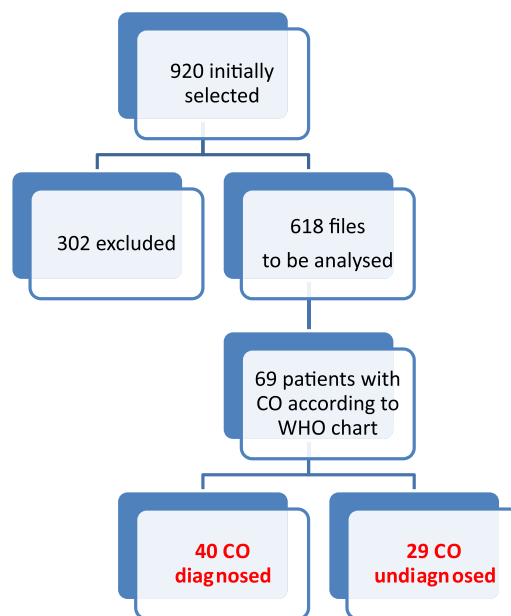 920 initially
selected
302 excluded
618 files
to be analysed
69 patients with
CO according to
WHO chart
40 CO
diagnosed
29 CO
undiagnosed